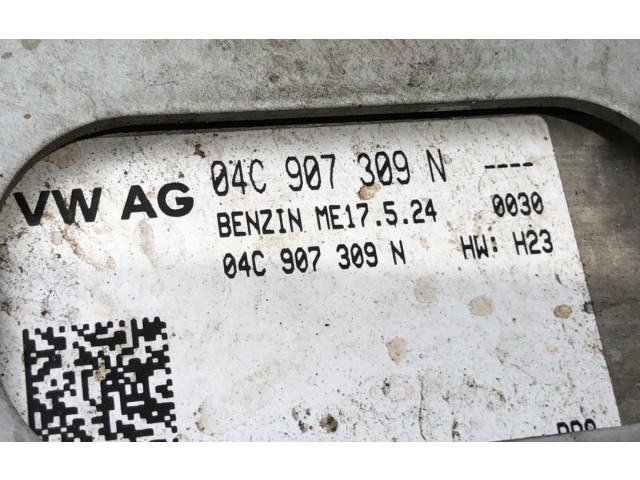 VW AG 04C 907 309 N ----
BENZIN ME17.5.24 0030
04C 907 309 N HW: H23